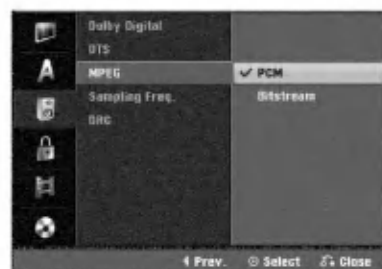 Dolby Digital
DTS
MPEG
✓ PCM
Sampling Freq.
Bitstream
DRC
A
Prev. Select Close